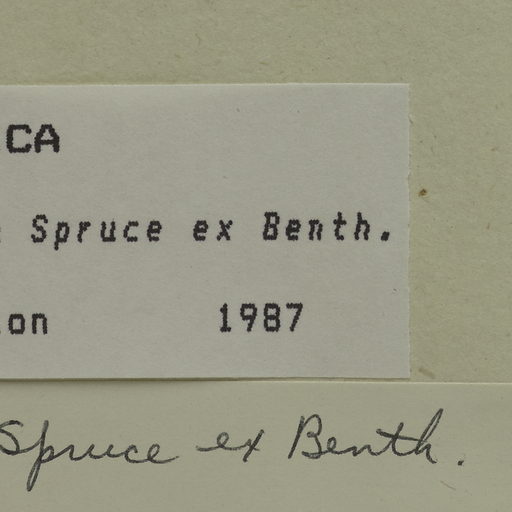 CA
Spruce ex Benth.
on 1987
Spruce ex Benth.